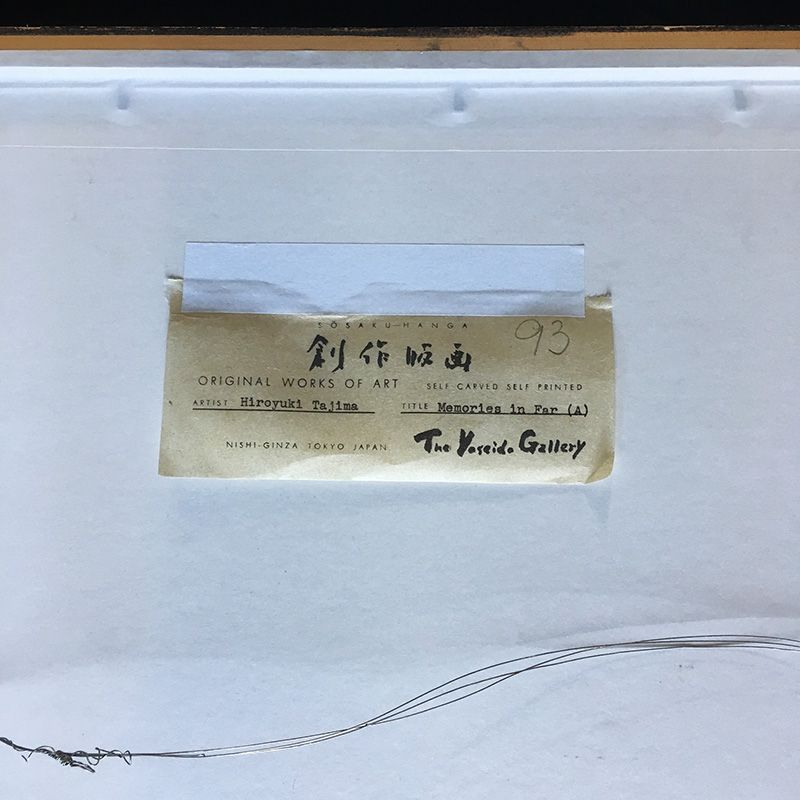 SŌSAKU-HANGA
93
創作版画
ORIGINAL WORKS OF ART SELF-CARVED SELF PRINTED
ARTIST Hiroyuki Tajima TITLE Memories in Far (A)
NISHI-GINZA TOKYO JAPAN The Yoseido Gallery